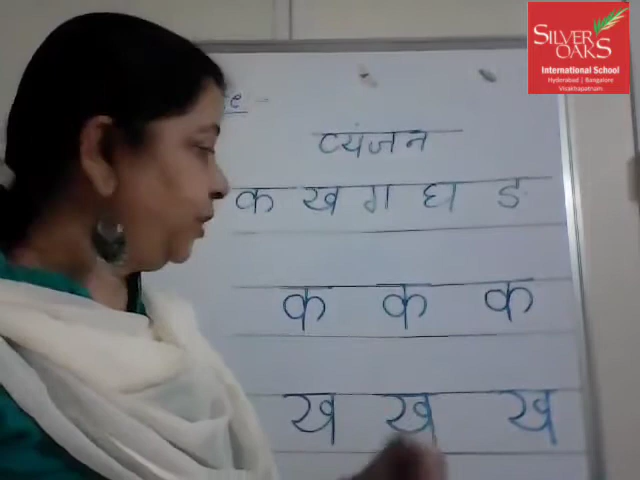 SILVER
OAKS
International School
Hyderabad | Bangalore
Visakhapatnam
व्यंजन
क ख ग घ ङ
क क क
ख ख ख